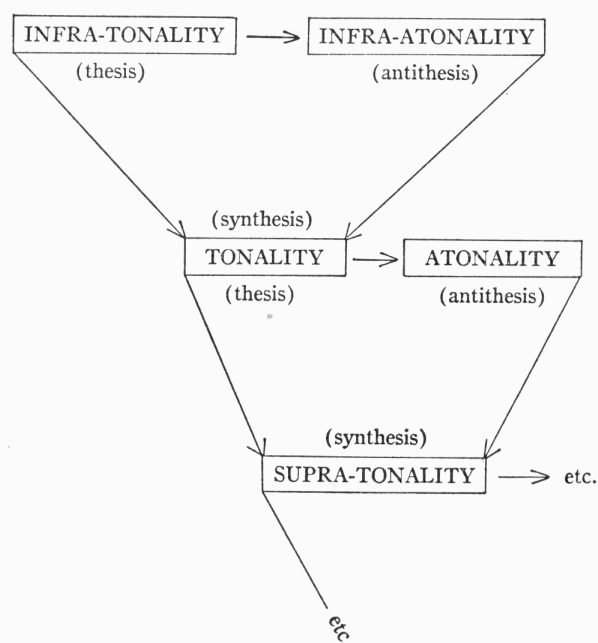 INFRA-TONALITY INFRA-ATONALITY
(thesis) (antithesis)
(synthesis)
TONALITY ATONALITY
(thesis) (antithesis)
(synthesis)
SUPRA-TONALITY etc.
etc